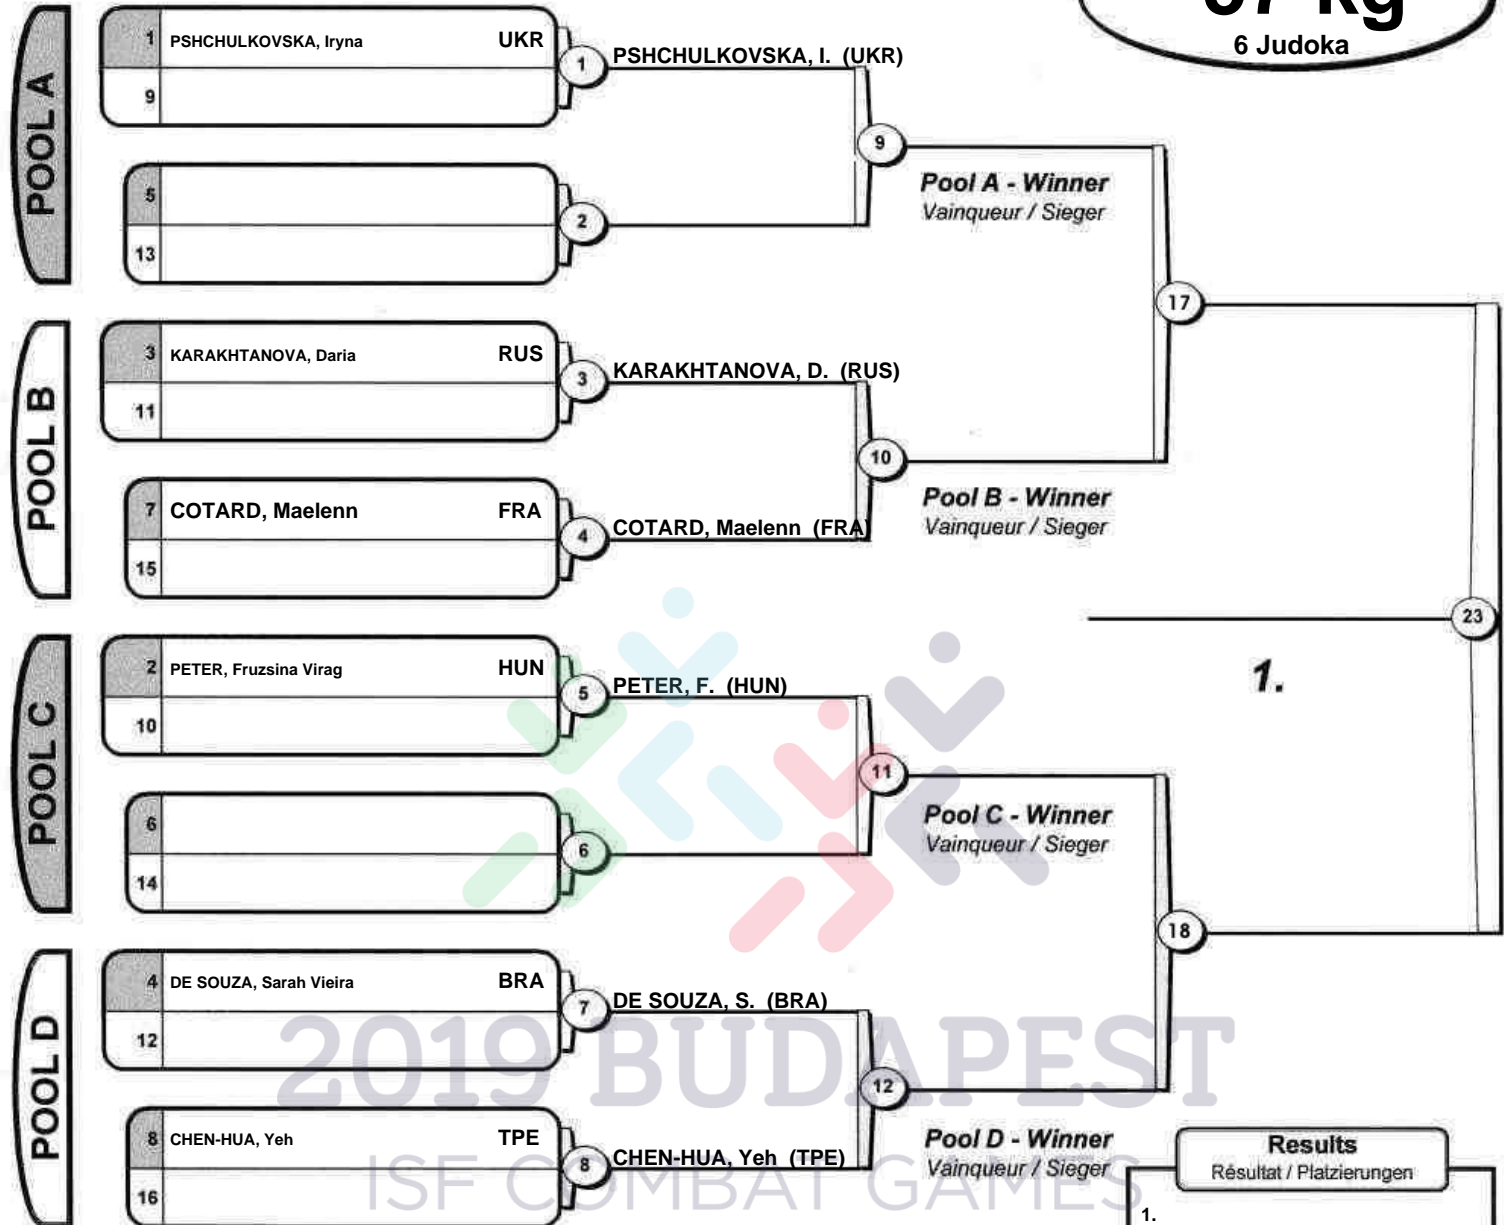 57 kg
6 Judoka
POOL A
1 PSHCHULKOVSKA, Iryna UKR
9
1 PSHCHULKOVSKA, I. (UKR)
5
13
2
9
Pool A - Winner
Vainqueur / Sieger
17
POOL B
3 KARAKHTANOVA, Daria RUS
11
3 KARAKHTANOVA, D. (RUS)
7 COTARD, Maelenn FRA
15
4 COTARD, Maelenn (FRA)
10
Pool B - Winner
Vainqueur / Sieger
23
1.
POOL C
2 PETER, Fruzsina Virag HUN
10
5 PETER, F. (HUN)
6
14
6
11
Pool C - Winner
Vainqueur / Sieger
18
POOL D
4 DE SOUZA, Sarah Vieira BRA
12
7 DE SOUZA, S. (BRA)
8 CHEN-HUA, Yeh TPE
16
8 CHEN-HUA, Yeh (TPE)
12
Pool D - Winner
Vainqueur / Sieger
2019 BUDAPEST
ISF COMBAT GAMES
Results
Résultat / Platzierungen
1.